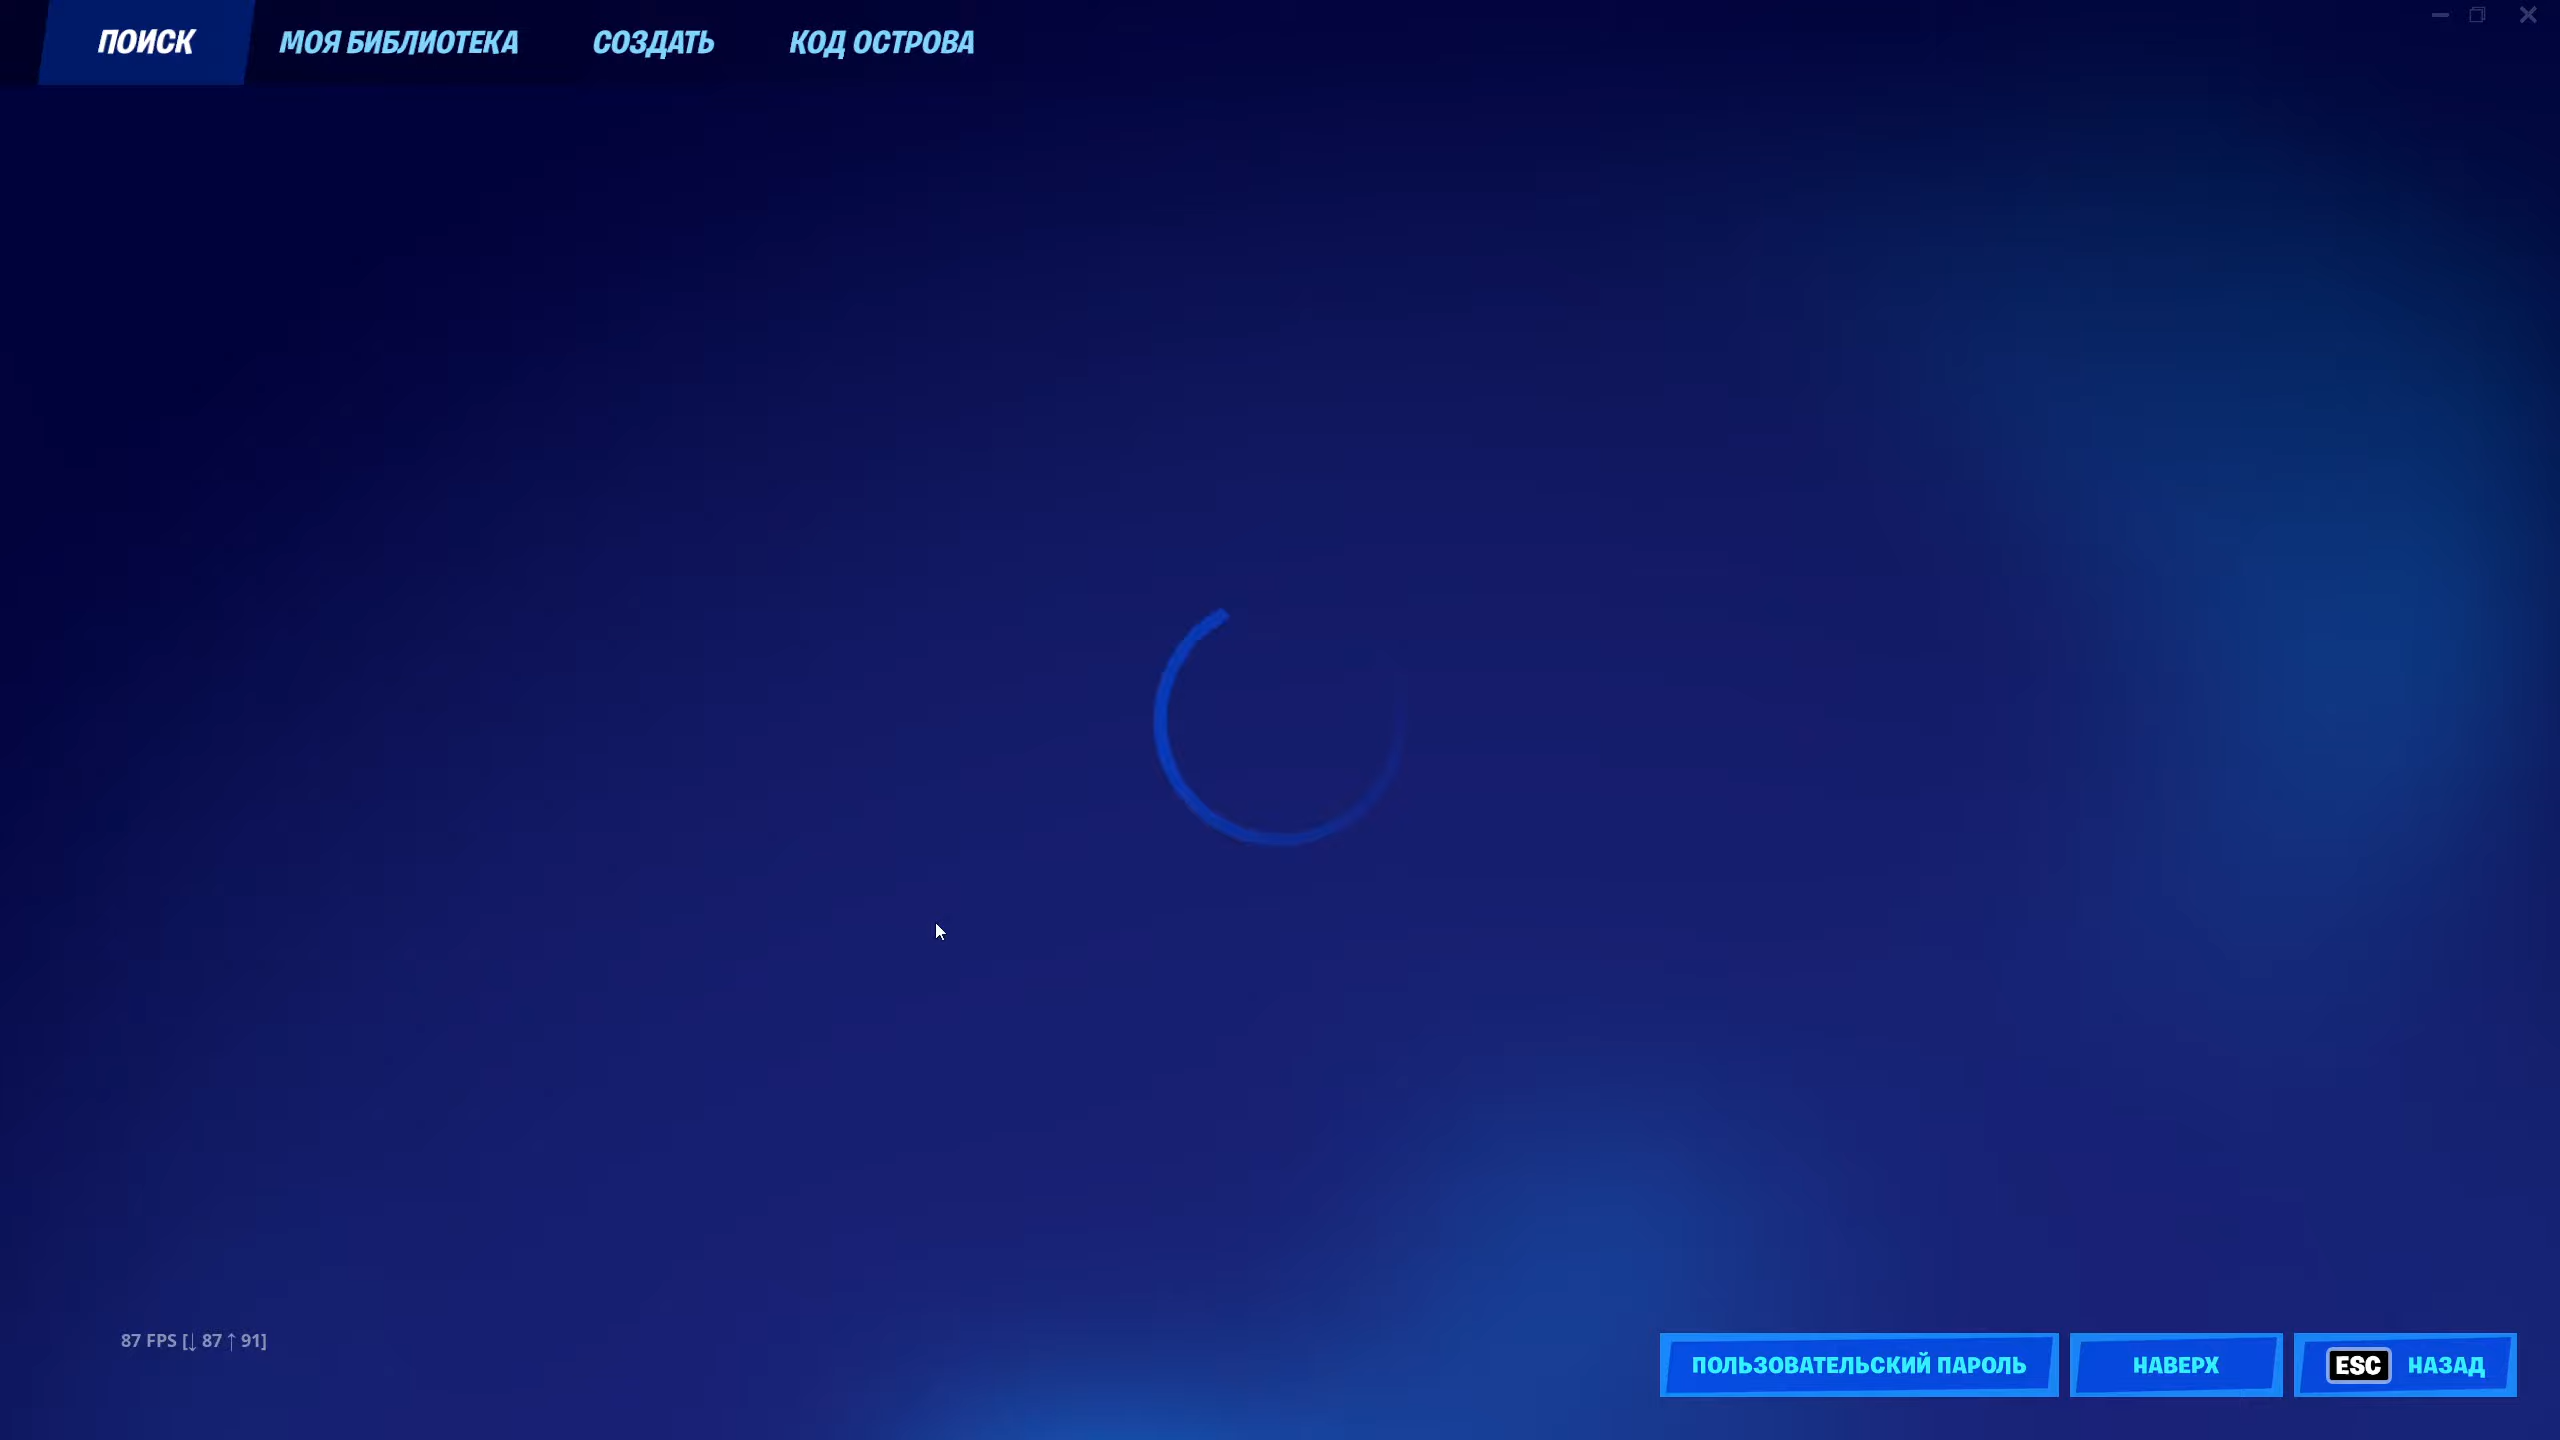 ПОИСК МОЯ БИБЛИОТЕКА СОЗДАТЬ КОД ОСТРОВА
87 FPS [↓ 87 ↑ 91]
ПОЛЬЗОВАТЕЛЬСКИЙ ПАРОЛЬ НАВЕРХ ESC НАЗАД